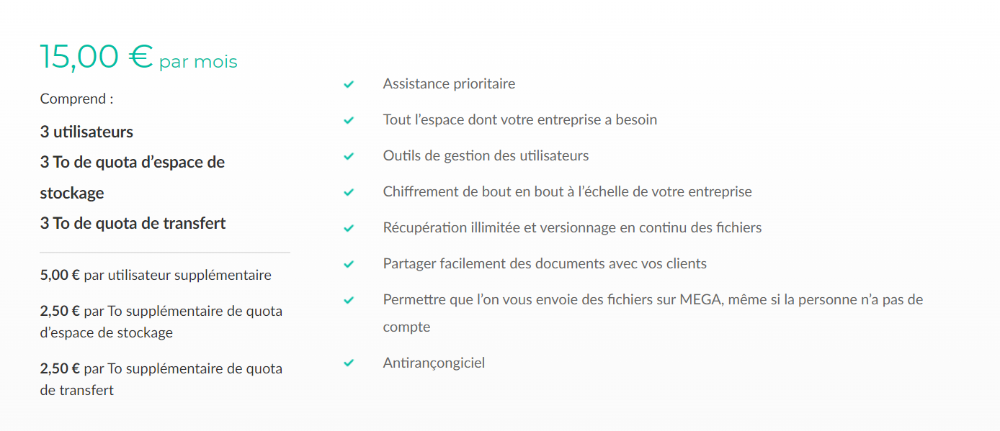 15,00 € par mois
Comprend :
3 utilisateurs
3 To de quota d’espace de
stockage
3 To de quota de transfert
5,00 € par utilisateur supplémentaire
2,50 € par To supplémentaire de quota
d’espace de stockage
2,50 € par To supplémentaire de quota
de transfert
Assistance prioritaire
Tout l’espace dont votre entreprise a besoin
Outils de gestion des utilisateurs
Chiffrement de bout en bout à l’échelle de votre entreprise
Récupération illimitée et versionnage en continu des fichiers
Partager facilement des documents avec vos clients
Permettre que l’on vous envoie des fichiers sur MEGA, même si la personne n’a pas de
compte
Antirançongiciel